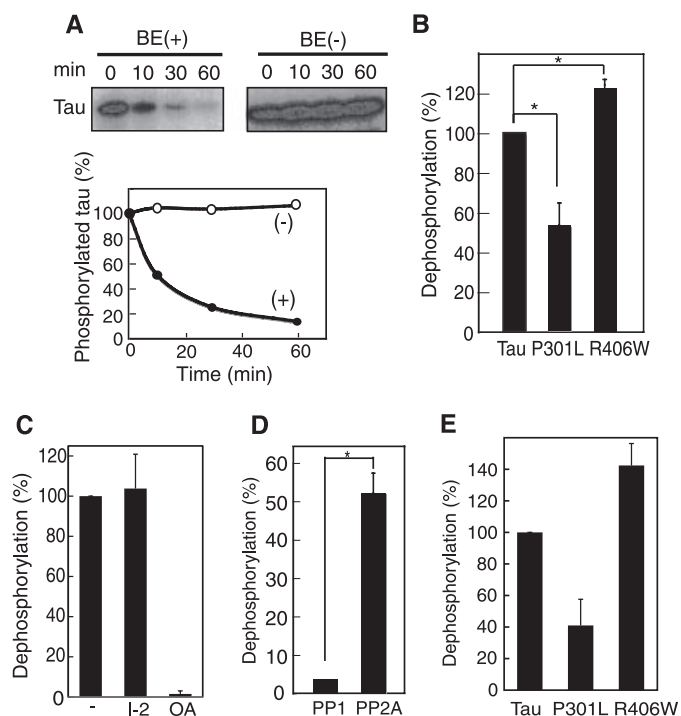 A
BE(+)
BE(-)
min 0 10 30 60
0 10 30 60
Tau
Phosphorylated tau (%)
100
80
60
40
20
0
(-)
(+)
0 20 40 60
Time (min)
B
Dephosphorylation (%)
120
100
80
60
40
20
0
*
*
Tau P301L R406W
C
Dephosphorylation (%)
120
100
80
60
40
20
0
- I-2 OA
D
Dephosphorylation (%)
60
50
40
30
20
10
0
*
PP1 PP2A
E
Dephosphorylation (%)
140
120
100
80
60
40
20
0
Tau P301L R406W